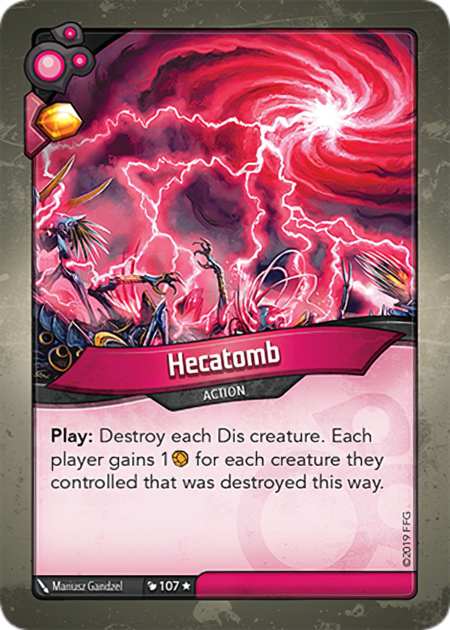 Hecatomb
ACTION
Play: Destroy each Dis creature. Each
player gains 1 for each creature they
controlled that was destroyed this way.
©2019 FFG
Mariusz Gandzel
107